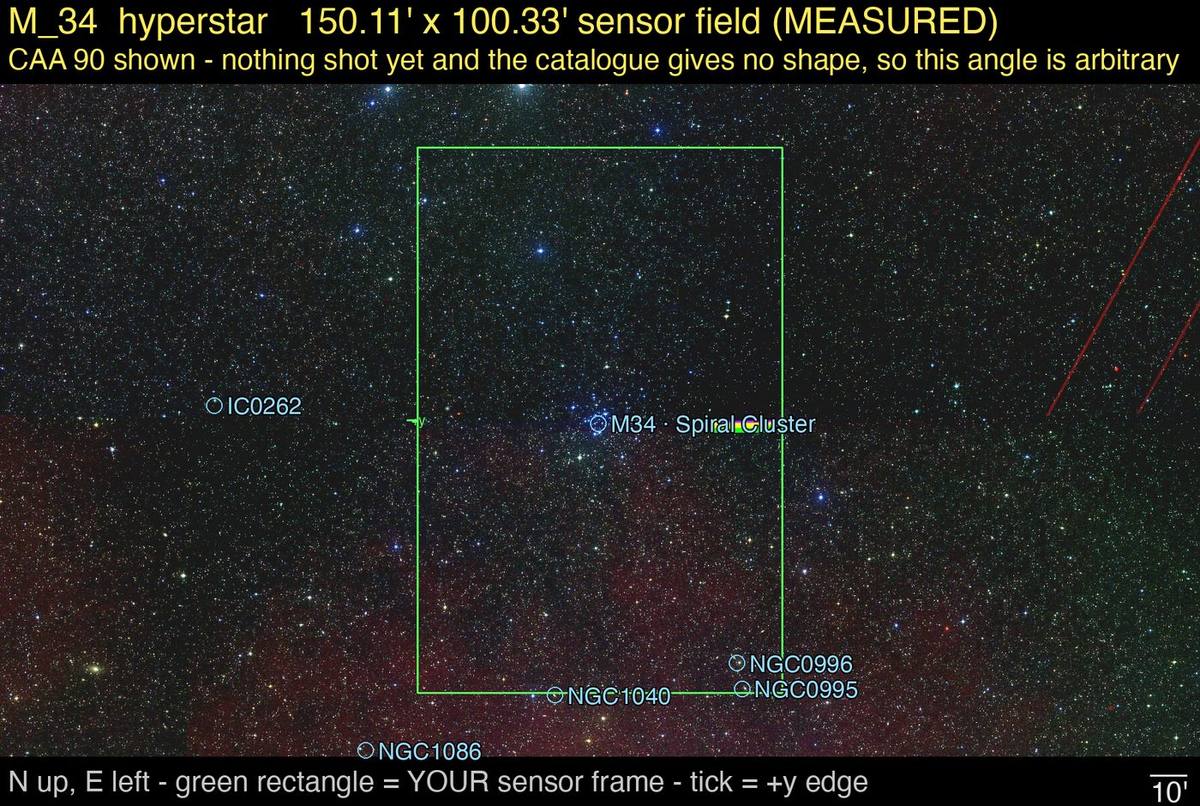 M_34 hyperstar 150.11' x 100.33' sensor field (MEASURED)
CAA 90 shown - nothing shot yet and the catalogue gives no shape, so this angle is arbitrary
IC0262
y
M34 · Spiral Cluster
NGC0996
NGC0995
NGC1040
NGC1086
N up, E left - green rectangle = YOUR sensor frame - tick = +y edge
10'